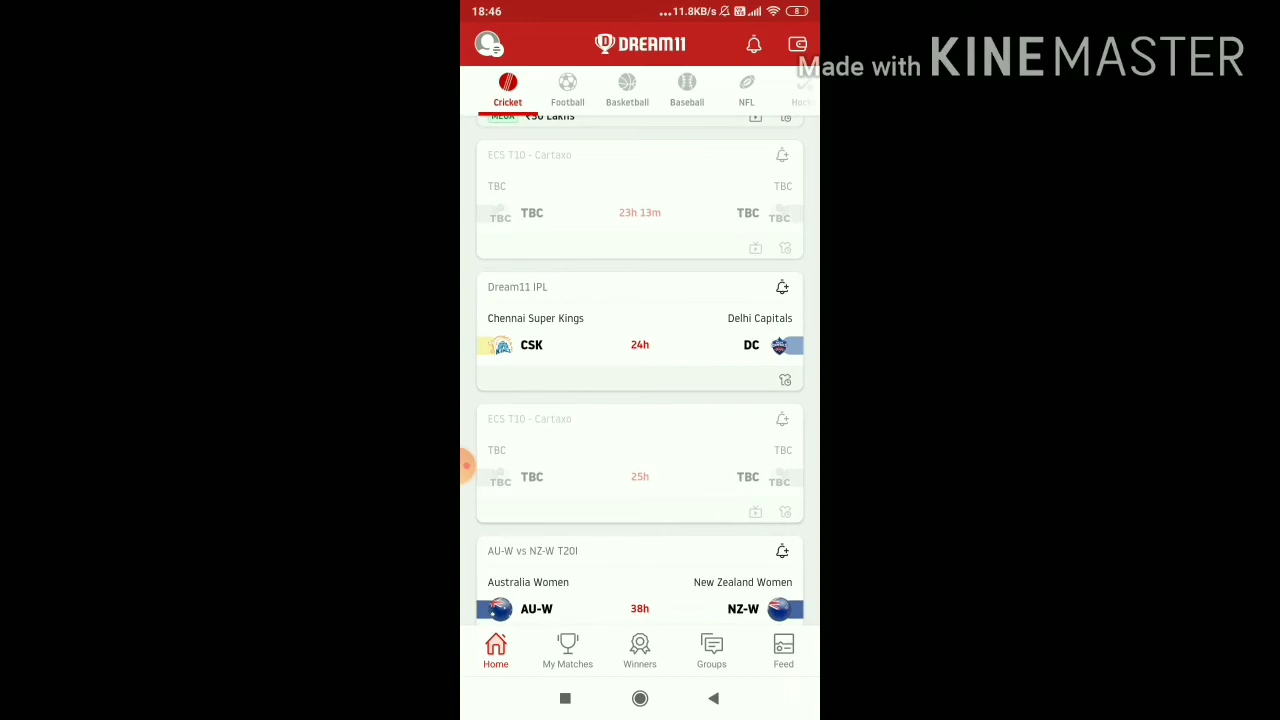 18:46
...11.8KB/s
8
DREAM11
Made with KINEMASTER
Cricket
Football
Basketball
Baseball
NFL
MEGA ₹50 Lakhs
ECS T10 - Cartaxo
TBC
TBC
TBC TBC
23h 13m
TBC TBC
Dream11 IPL
Chennai Super Kings
Delhi Capitals
CSK
24h
DC
ECS T10 - Cartaxo
TBC
TBC
TBC TBC
25h
TBC TBC
AU-W vs NZ-W T20I
Australia Women
New Zealand Women
AU-W
38h
NZ-W
Home
My Matches
Winners
Groups
Feed